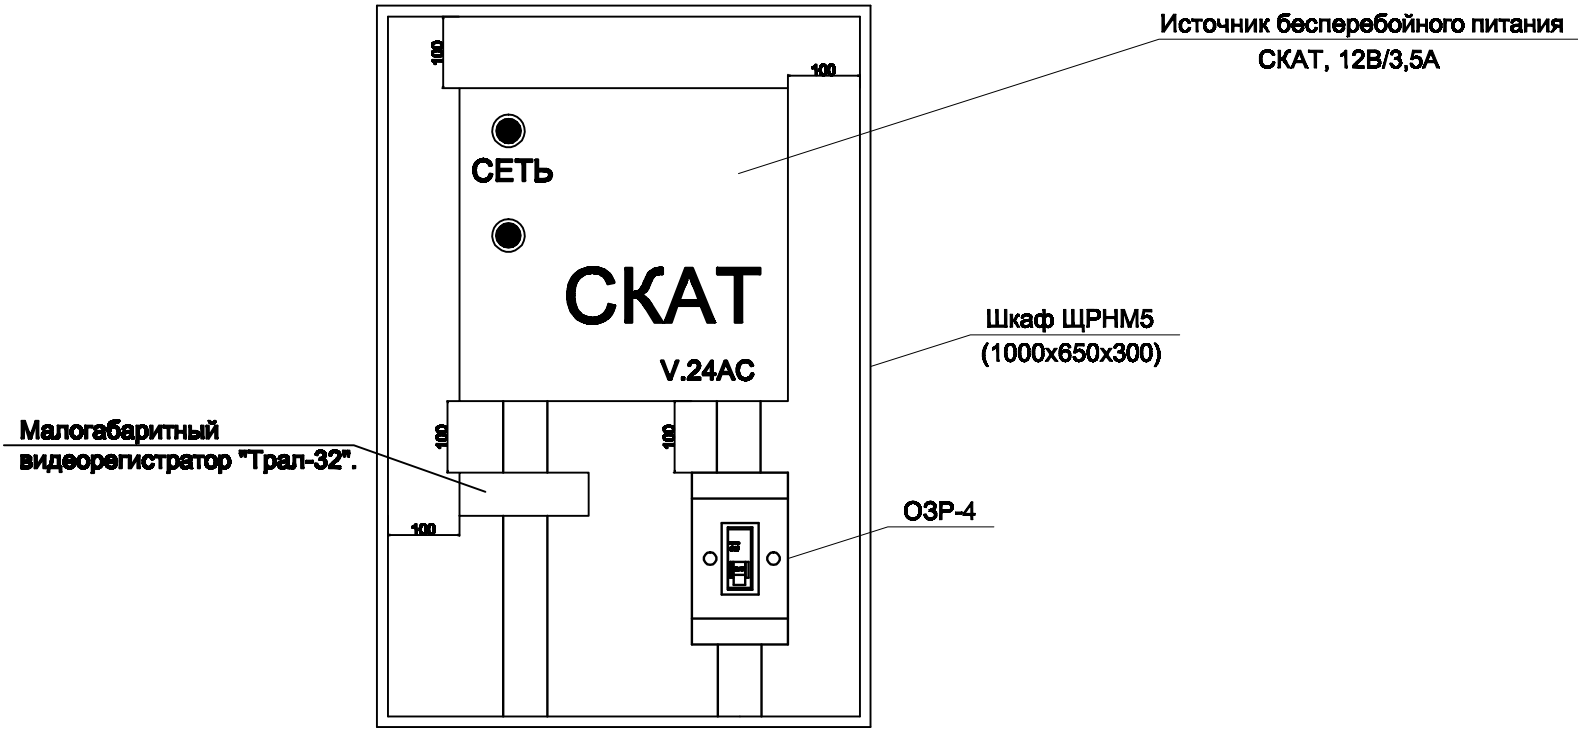 Источник бесперебойного питания
СКАТ, 12В/3,5А
100
100
СЕТЬ
СКАТ
V.24AC
Шкаф ЩРНМ5
(1000х650х300)
100
100
Малогабаритный
видеорегистратор "Трал-32".
100
ОЗР-4